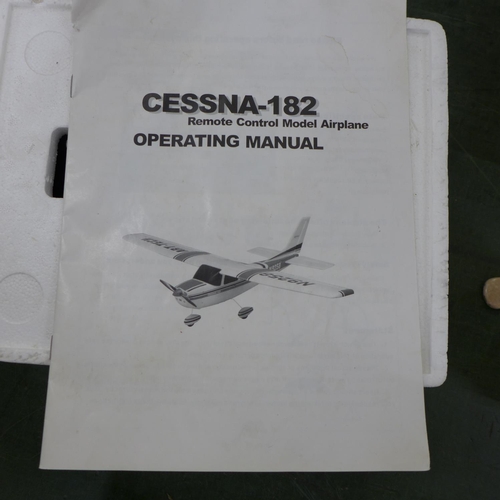 CESSNA-182
Remote Control Model Airplane
OPERATING MANUAL